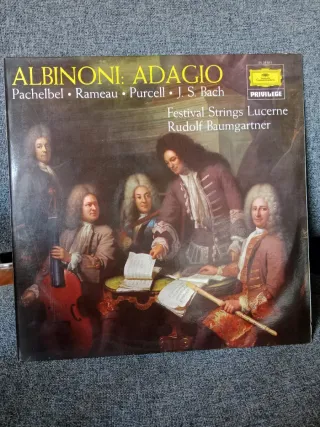 ALBINONI: ADAGIO
Pachelbel • Rameau • Purcell • J. S. Bach
Festival Strings Lucerne
Rudolf Baumgartner
PRIVILEGE